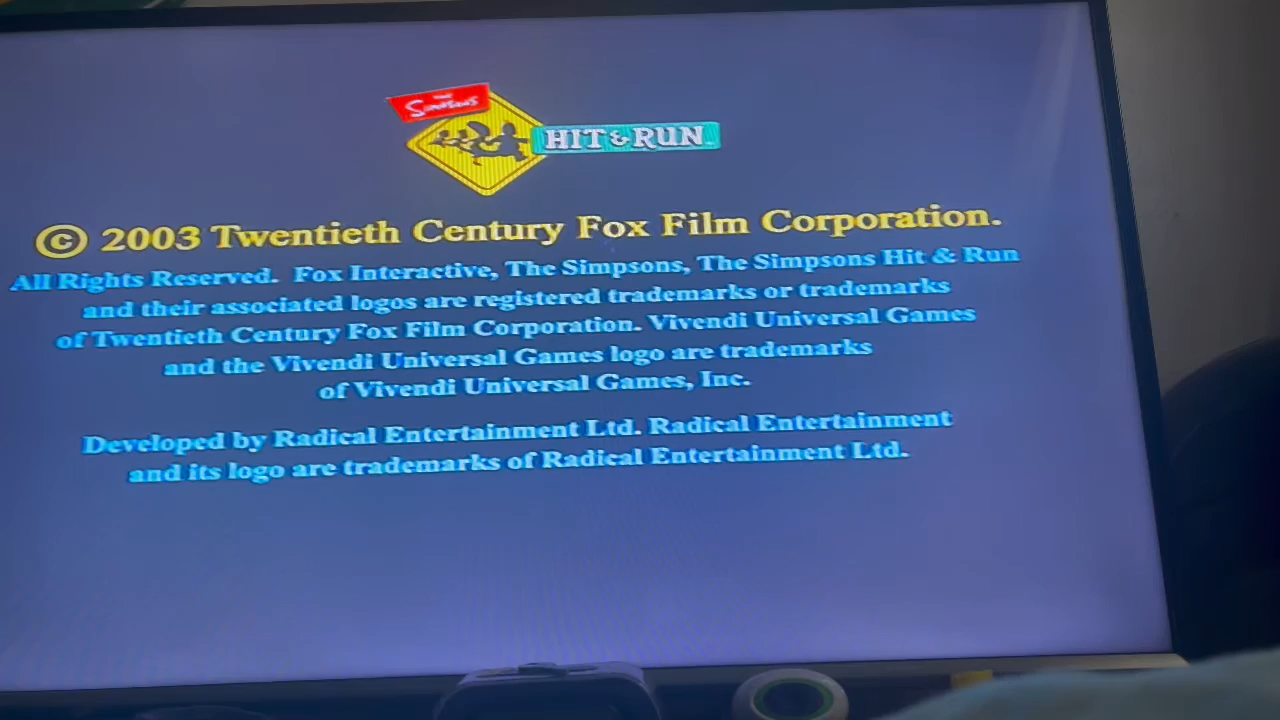 The Simpsons
HIT & RUN
© 2003 Twentieth Century Fox Film Corporation.
All Rights Reserved. Fox Interactive, The Simpsons, The Simpsons Hit & Run
and their associated logos are registered trademarks or trademarks
of Twentieth Century Fox Film Corporation. Vivendi Universal Games
and the Vivendi Universal Games logo are trademarks
of Vivendi Universal Games, Inc.
Developed by Radical Entertainment Ltd. Radical Entertainment
and its logo are trademarks of Radical Entertainment Ltd.